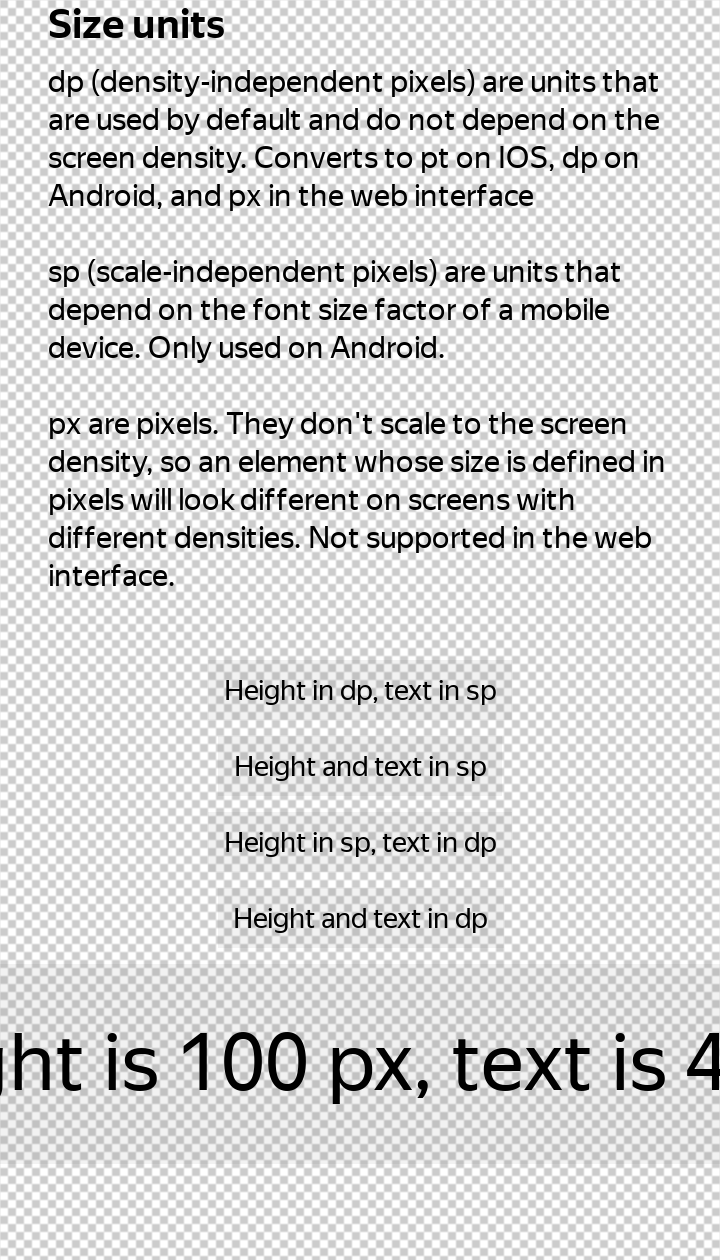 Size units
dp (density-independent pixels) are units that
are used by default and do not depend on the
screen density. Converts to pt on IOS, dp on
Android, and px in the web interface
sp (scale-independent pixels) are units that
depend on the font size factor of a mobile
device. Only used on Android.
px are pixels. They don't scale to the screen
density, so an element whose size is defined in
pixels will look different on screens with
different densities. Not supported in the web
interface.
Height in dp, text in sp
Height and text in sp
Height in sp, text in dp
Height and text in dp
ght is 100 px, text is 4